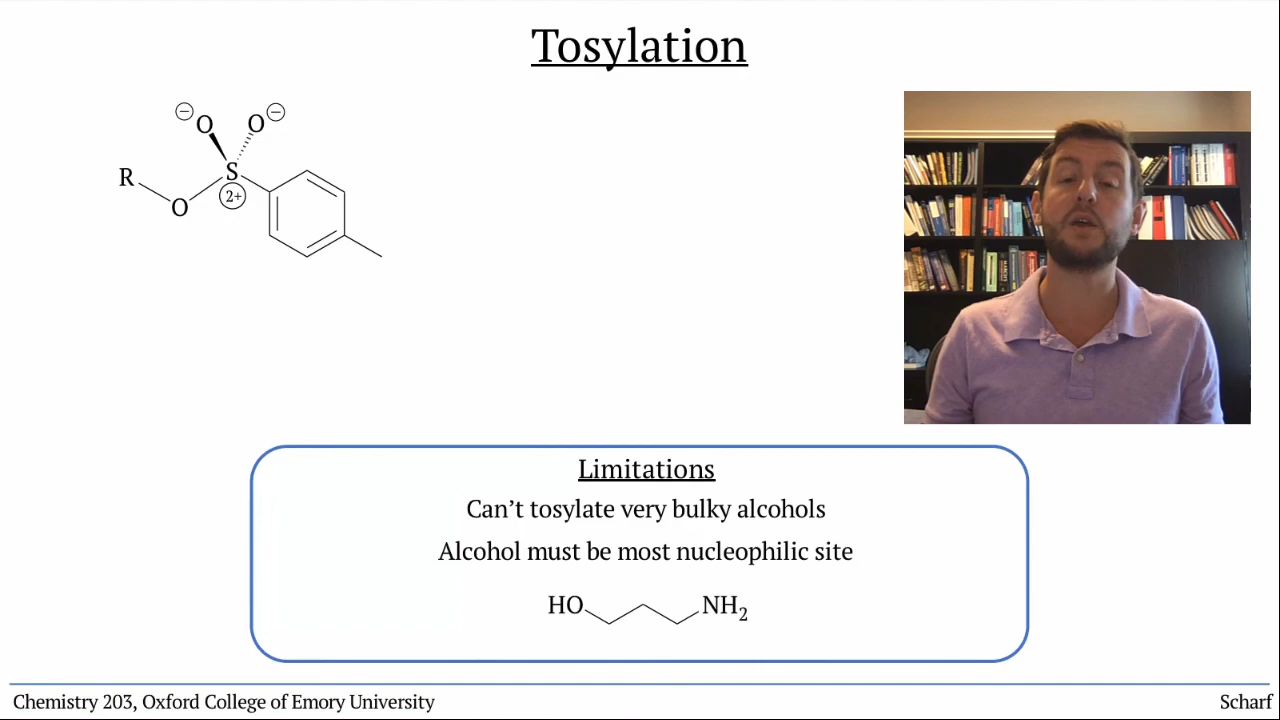 Tosylation
⊖ O O ⊖
S
R
2+
O
Limitations
Can’t tosylate very bulky alcohols
Alcohol must be most nucleophilic site
HO NH₂
Chemistry 203, Oxford College of Emory University
Scharf